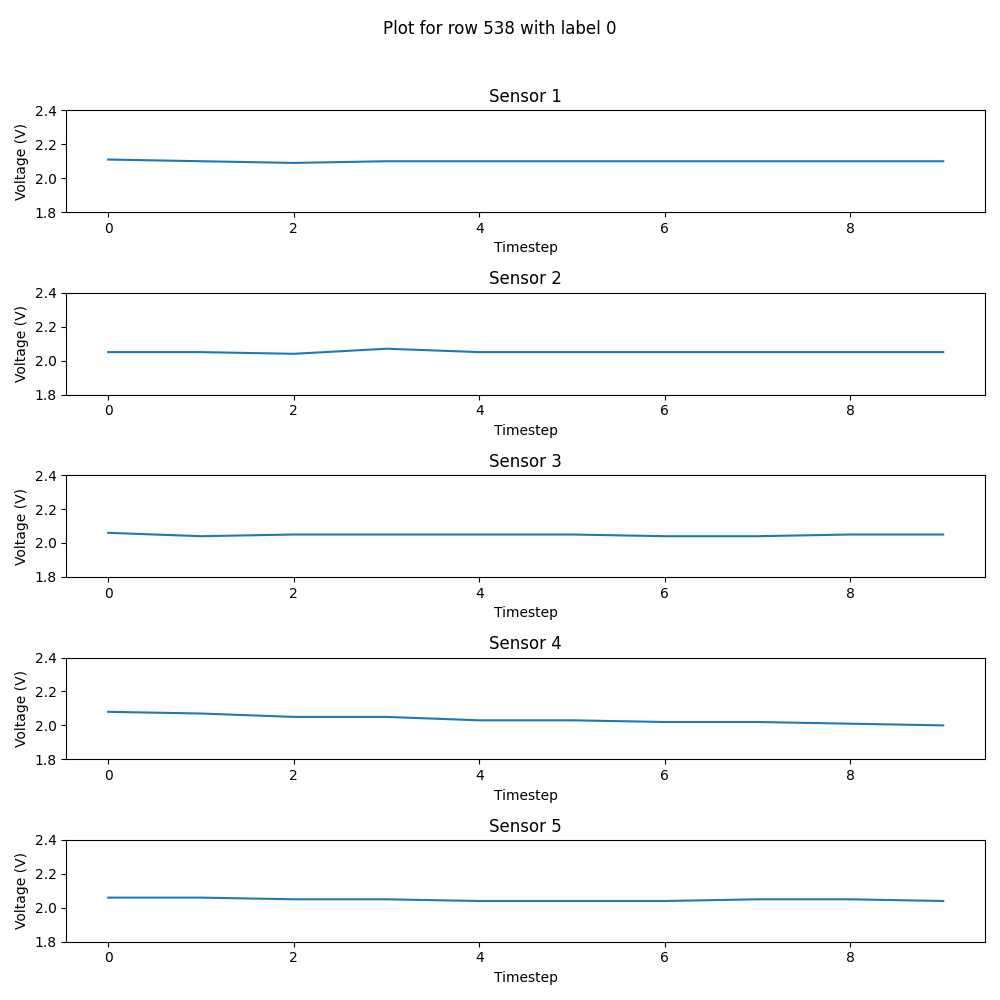 Plot for row 538 with label 0
Sensor 1
2.4
2.2
2.0
1.8
Voltage (V)
0 2 4 6 8
Timestep
Sensor 2
2.4
2.2
2.0
1.8
Voltage (V)
0 2 4 6 8
Timestep
Sensor 3
2.4
2.2
2.0
1.8
Voltage (V)
0 2 4 6 8
Timestep
Sensor 4
2.4
2.2
2.0
1.8
Voltage (V)
0 2 4 6 8
Timestep
Sensor 5
2.4
2.2
2.0
1.8
Voltage (V)
0 2 4 6 8
Timestep